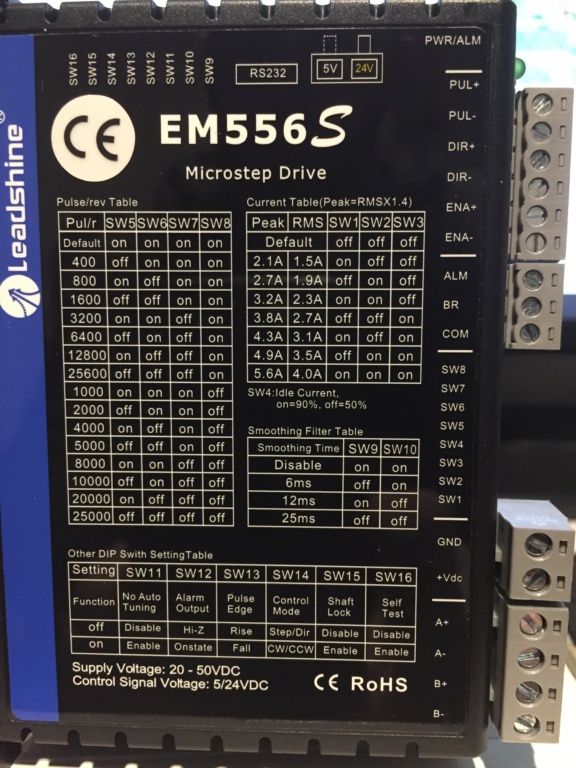 SW16
SW15
SW14
SW13
SW12
SW11
SW10
SW9
RS232
5V
24V
PWR/ALM
Leadshine®
CE
EM556S
Microstep Drive
Pulse/rev Table
Pul/r SW5 SW6 SW7 SW8
Default on on on on
400 off on on on
800 on off on on
1600 off off on on
3200 on on off on
6400 off on off on
12800 on off off on
25600 off off off on
1000 on on on off
2000 off on on off
4000 on off on off
5000 off off on off
8000 on on off off
10000 off on off off
20000 on off off off
25000 off off off off
Current Table(Peak=RMSX1.4)
Peak RMS SW1 SW2 SW3
Default off off off
2.1A 1.5A on off off
2.7A 1.9A off on off
3.2A 2.3A on on off
3.8A 2.7A off off on
4.3A 3.1A on off on
4.9A 3.5A off on on
5.6A 4.0A on on on
SW4:Idle Current,
on=90%, off=50%
Smoothing Filter Table
Smoothing Time SW9 SW10
Disable on on
6ms off on
12ms on off
25ms off off
Other DIP Swith SettingTable
Setting SW11 SW12 SW13 SW14 SW15 SW16
Function No Auto Tuning Alarm Output Pulse Edge Control Mode Shaft Lock Self Test
off Disable Hi-Z Rise Step/Dir Disable Disable
on Enable Onstate Fall CW/CCW Enable Enable
Supply Voltage: 20 - 50VDC
Control Signal Voltage: 5/24VDC
CE RoHS
PUL+
PUL-
DIR+
DIR-
ENA+
ENA-
ALM
BR
COM
SW8
SW7
SW6
SW5
SW4
SW3
SW2
SW1
GND
+Vdc
A+
A-
B+
B-